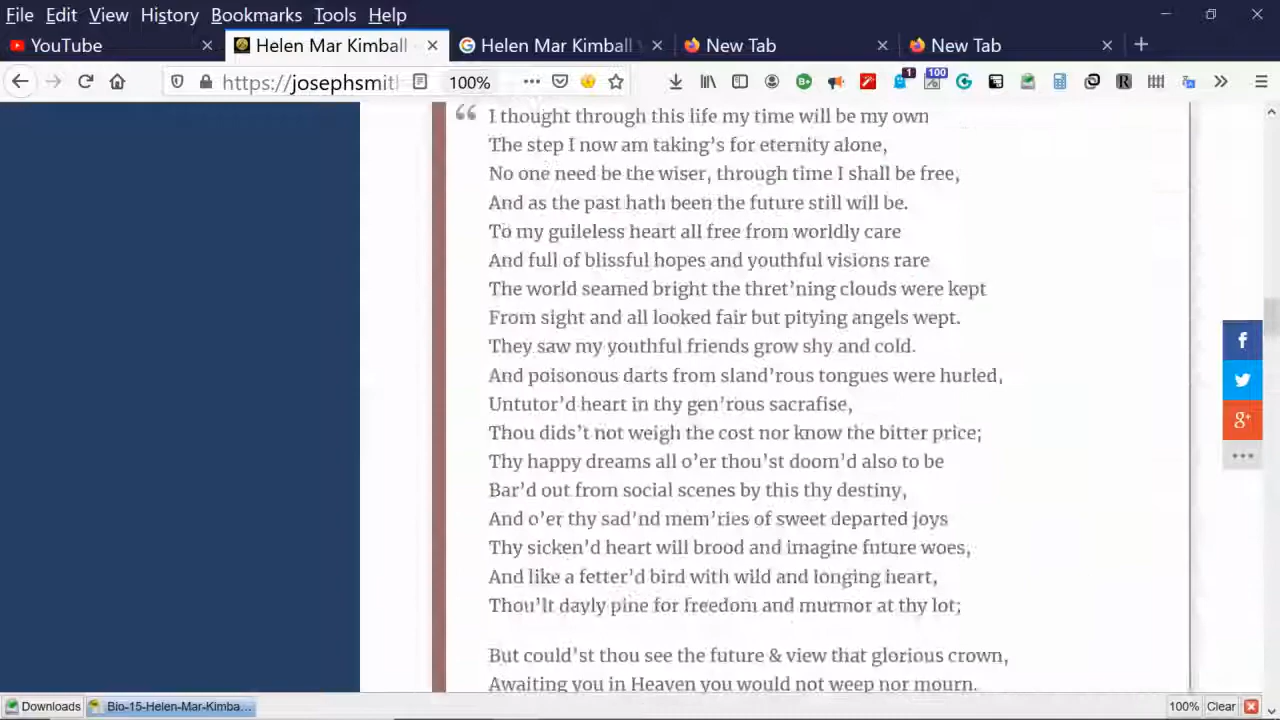 File Edit View History Bookmarks Tools Help
YouTube Helen Mar Kimball Helen Mar Kimball New Tab New Tab
https://josephsmit 100% 1 100
“ I thought through this life my time will be my own
The step I now am taking’s for eternity alone,
No one need be the wiser, through time I shall be free,
And as the past hath been the future still will be.
To my guileless heart all free from worldly care
And full of blissful hopes and youthful visions rare
The world seamed bright the thret’ning clouds were kept
From sight and all looked fair but pitying angels wept.
They saw my youthful friends grow shy and cold.
And poisonous darts from sland’rous tongues were hurled,
Untutor’d heart in thy gen’rous sacrafise,
Thou dids’t not weigh the cost nor know the bitter price;
Thy happy dreams all o’er thou’st doom’d also to be
Bar’d out from social scenes by this thy destiny,
And o’er thy sad’nd mem’ries of sweet departed joys
Thy sicken’d heart will brood and imagine future woes,
And like a fetter’d bird with wild and longing heart,
Thou’lt dayly pine for freedom and murmor at thy lot;
But could’st thou see the future & view that glorious crown,
Awaiting you in Heaven you would not weep nor mourn.
Downloads Bio-15-Helen-Mar-Kimba... 100% Clear